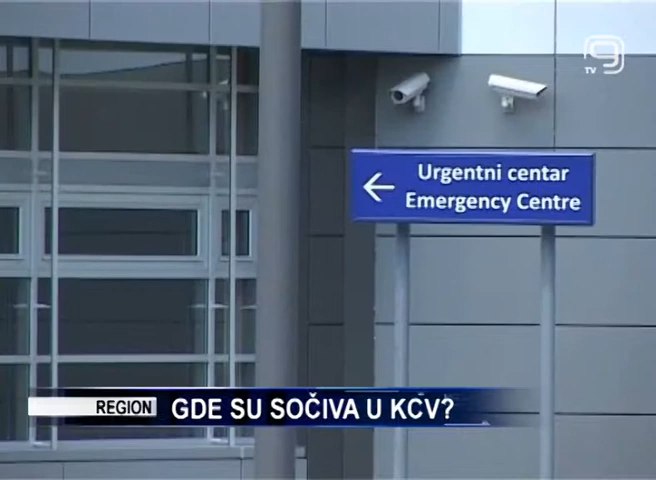 9
TV
Urgentni centar
Emergency Centre
REGION
GDE SU SOČIVA U KCV?